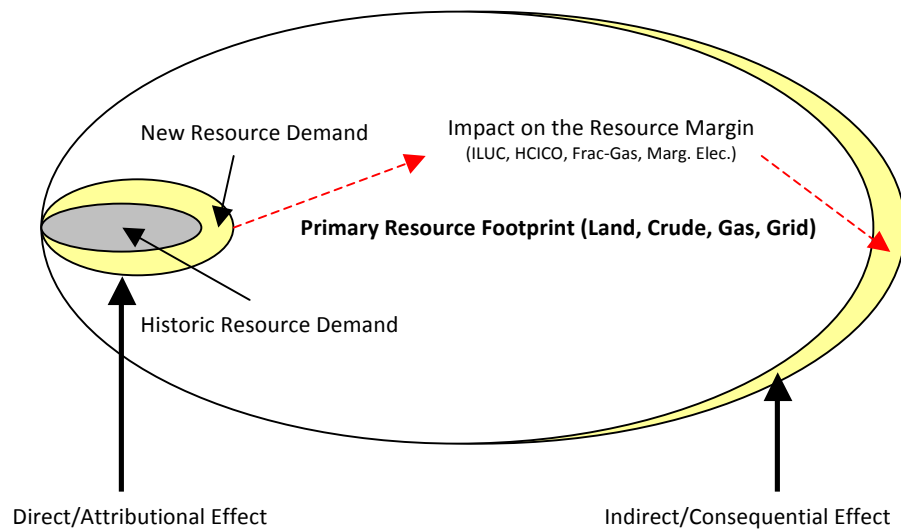 New Resource Demand
Impact on the Resource Margin
(ILUC, HCICO, Frac-Gas, Marg. Elec.)
Primary Resource Footprint (Land, Crude, Gas, Grid)
Historic Resource Demand
Direct/Attributional Effect
Indirect/Consequential Effect